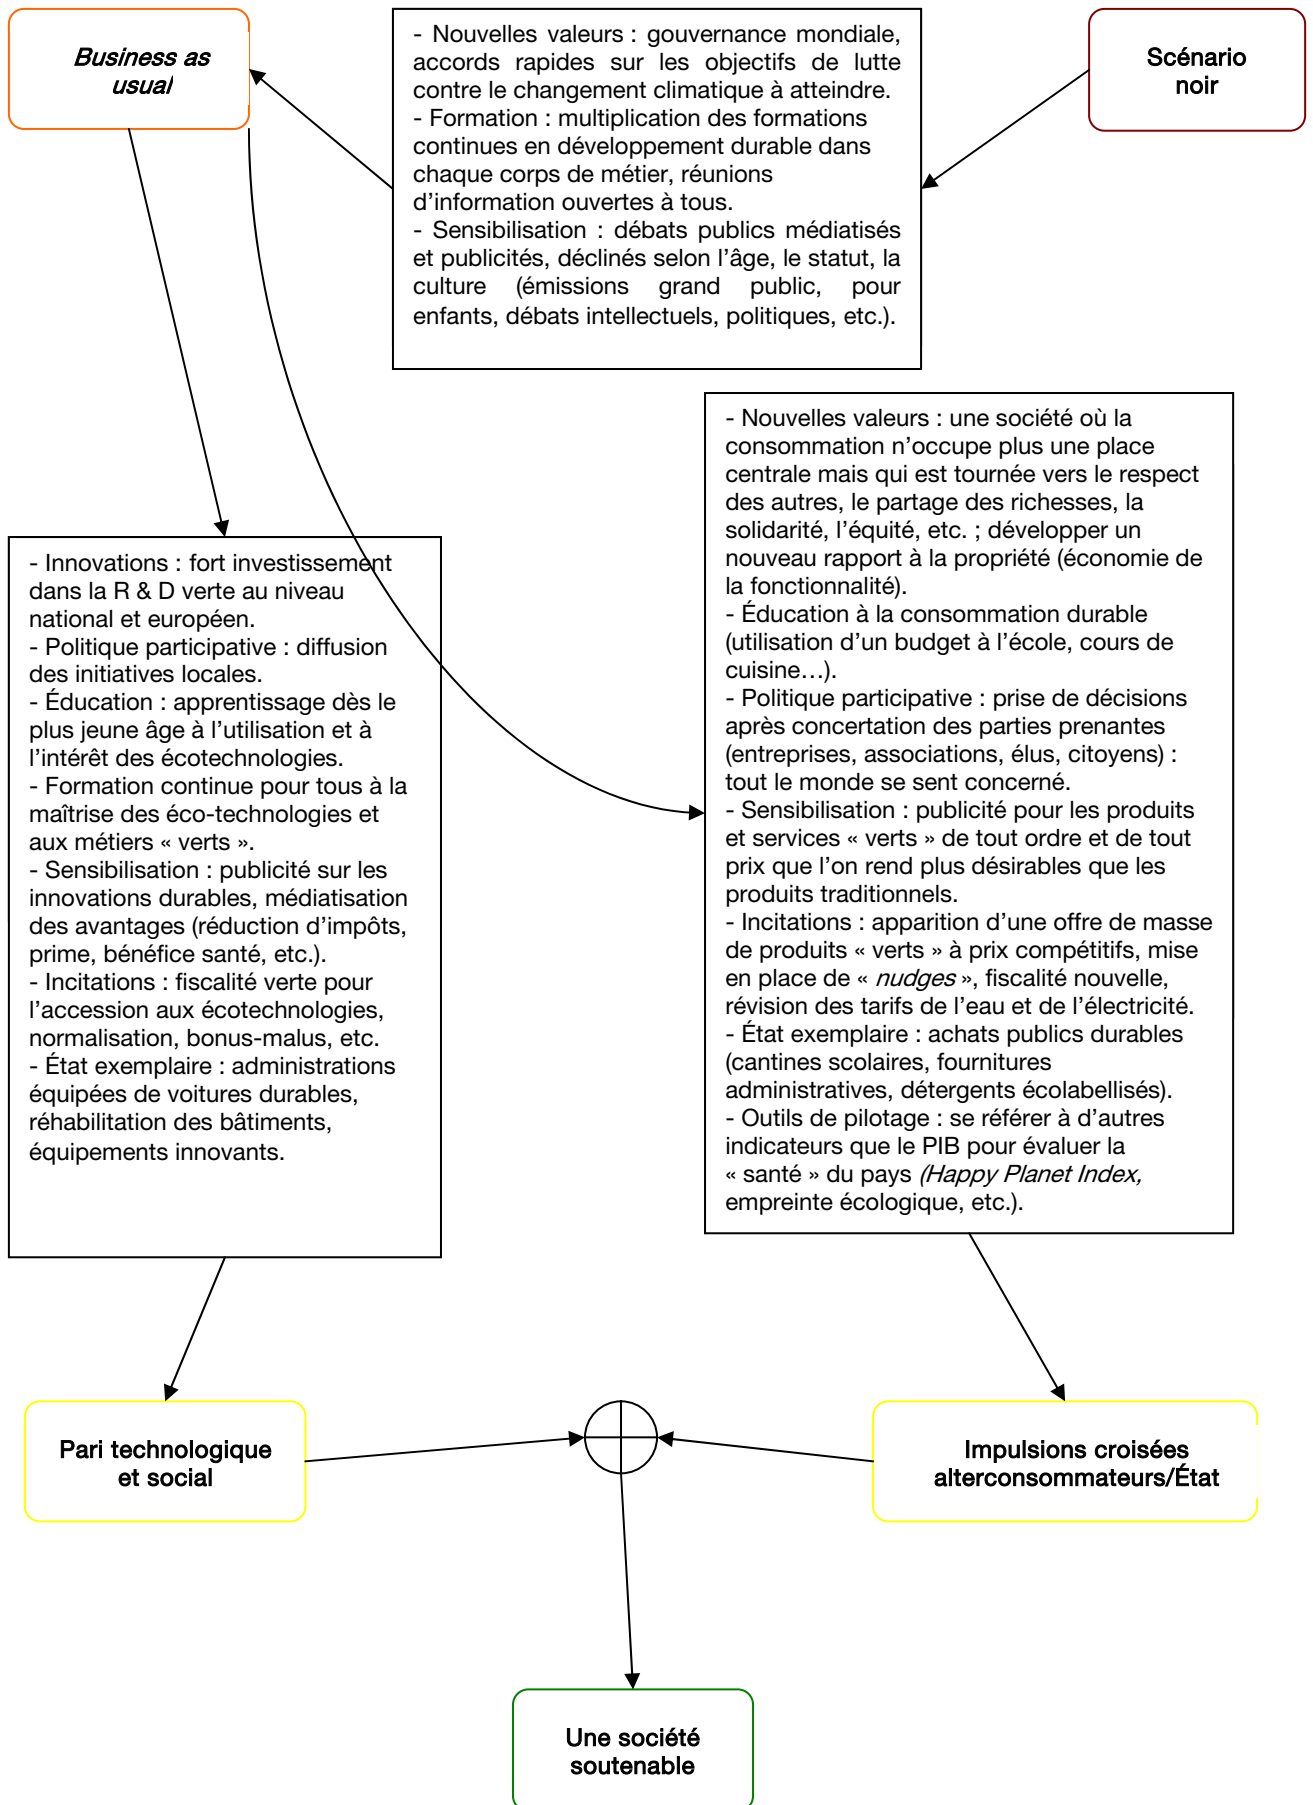 Business as
usual
- Nouvelles valeurs : gouvernance mondiale,
accords rapides sur les objectifs de lutte
contre le changement climatique à atteindre.
- Formation : multiplication des formations
continues en développement durable dans
chaque corps de métier, réunions
d’information ouvertes à tous.
- Sensibilisation : débats publics médiatisés
et publicités, déclinés selon l’âge, le statut, la
culture (émissions grand public, pour
enfants, débats intellectuels, politiques, etc.).
Scénario
noir
- Nouvelles valeurs : une société où la
consommation n’occupe plus une place
centrale mais qui est tournée vers le respect
des autres, le partage des richesses, la
solidarité, l’équité, etc. ; développer un
nouveau rapport à la propriété (économie de
la fonctionnalité).
- Éducation à la consommation durable
(utilisation d’un budget à l’école, cours de
cuisine…).
- Politique participative : prise de décisions
après concertation des parties prenantes
(entreprises, associations, élus, citoyens) :
tout le monde se sent concerné.
- Sensibilisation : publicité pour les produits
et services « verts » de tout ordre et de tout
prix que l’on rend plus désirables que les
produits traditionnels.
- Incitations : apparition d’une offre de masse
de produits « verts » à prix compétitifs, mise
en place de « nudges », fiscalité nouvelle,
révision des tarifs de l’eau et de l’électricité.
- État exemplaire : achats publics durables
(cantines scolaires, fournitures
administratives, détergents écolabellisés).
- Outils de pilotage : se référer à d’autres
indicateurs que le PIB pour évaluer la
« santé » du pays (Happy Planet Index,
empreinte écologique, etc.).
- Innovations : fort investissement
dans la R & D verte au niveau
national et européen.
- Politique participative : diffusion
des initiatives locales.
- Éducation : apprentissage dès le
plus jeune âge à l’utilisation et à
l’intérêt des écotechnologies.
- Formation continue pour tous à la
maîtrise des éco-technologies et
aux métiers « verts ».
- Sensibilisation : publicité sur les
innovations durables, médiatisation
des avantages (réduction d’impôts,
prime, bénéfice santé, etc.).
- Incitations : fiscalité verte pour
l’accession aux écotechnologies,
normalisation, bonus-malus, etc.
- État exemplaire : administrations
équipées de voitures durables,
réhabilitation des bâtiments,
équipements innovants.
Pari technologique
et social
Impulsions croisées
alterconsommateurs/État
Une société
soutenable